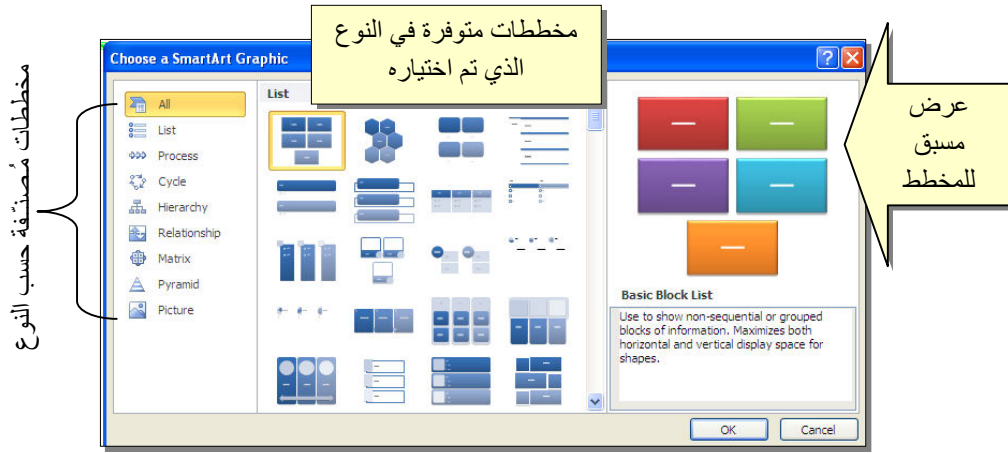 مخططات متوفرة في النوع
الذي تم اختياره
Choose a SmartArt Graphic
مخططات مُصنّفة حسب النوع
All
List
Process
Cycle
Hierarchy
Relationship
Matrix
Pyramid
Picture
List
عرض
مسبق
للمخطط
Basic Block List
Use to show non-sequential or grouped
blocks of information. Maximizes both
horizontal and vertical display space for
shapes.
OK
Cancel